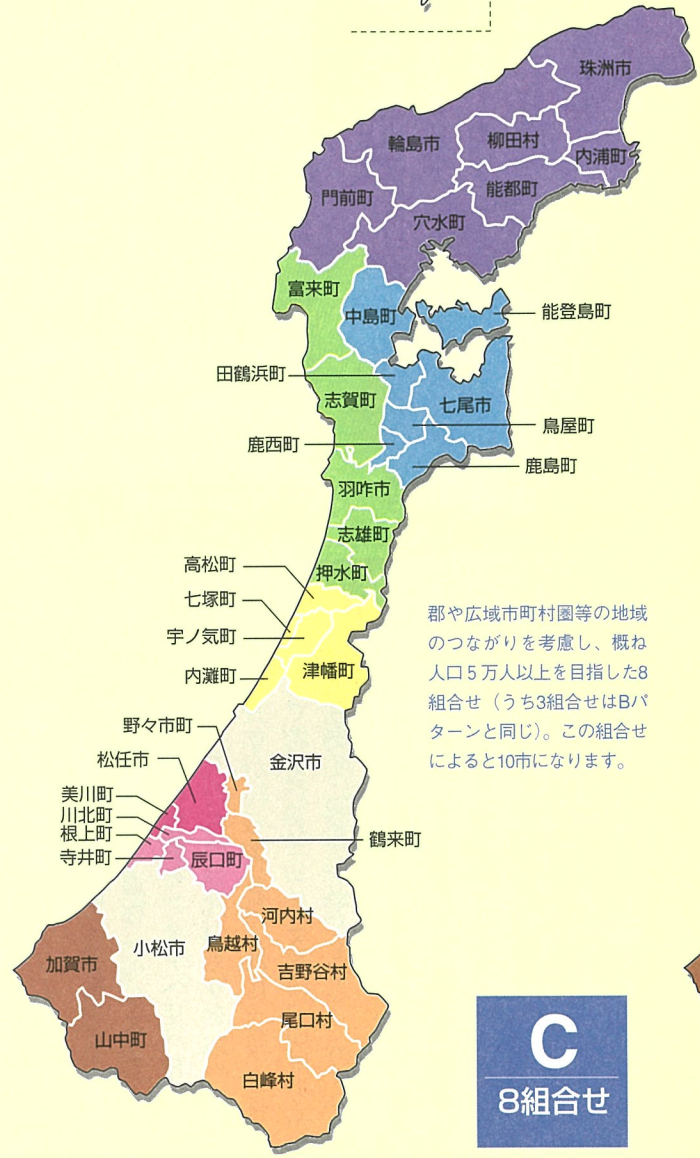 珠洲市
輪島市
柳田村
内浦町
門前町
能都町
穴水町
富来町
中島町
能登島町
田鶴浜町
志賀町
七尾市
鳥屋町
鹿西町
鹿島町
羽咋市
志雄町
押水町
高松町
七塚町
宇ノ気町
内灘町
津幡町
郡や広域市町村圏等の地域
のつながりを考慮し、概ね
人口5万人以上を目指した8
組合せ（うち3組合せはBパ
ターンと同じ）。この組合せ
によると10市になります。
野々市町
松任市
金沢市
美川町
川北町
根上町
寺井町
辰口町
鶴来町
河内村
鳥越村
小松市
加賀市
吉野谷村
尾口村
山中町
白峰村
C
8組合せ